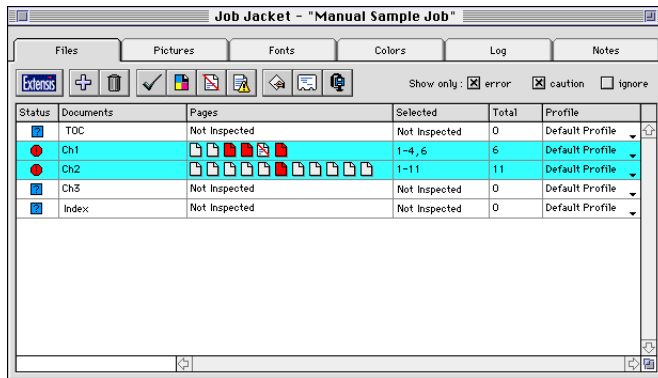 Job Jacket - "Manual Sample Job"
Files Pictures Fonts Colors Log Notes
Extensis Show only: error caution ignore
Status Documents Pages Selected Total Profile
? TOC Not Inspected Not Inspected 0 Default Profile
! Ch1 1-4,6 6 Default Profile
! Ch2 1-11 11 Default Profile
? Ch3 Not Inspected Not Inspected 0 Default Profile
? Index Not Inspected Not Inspected 0 Default Profile